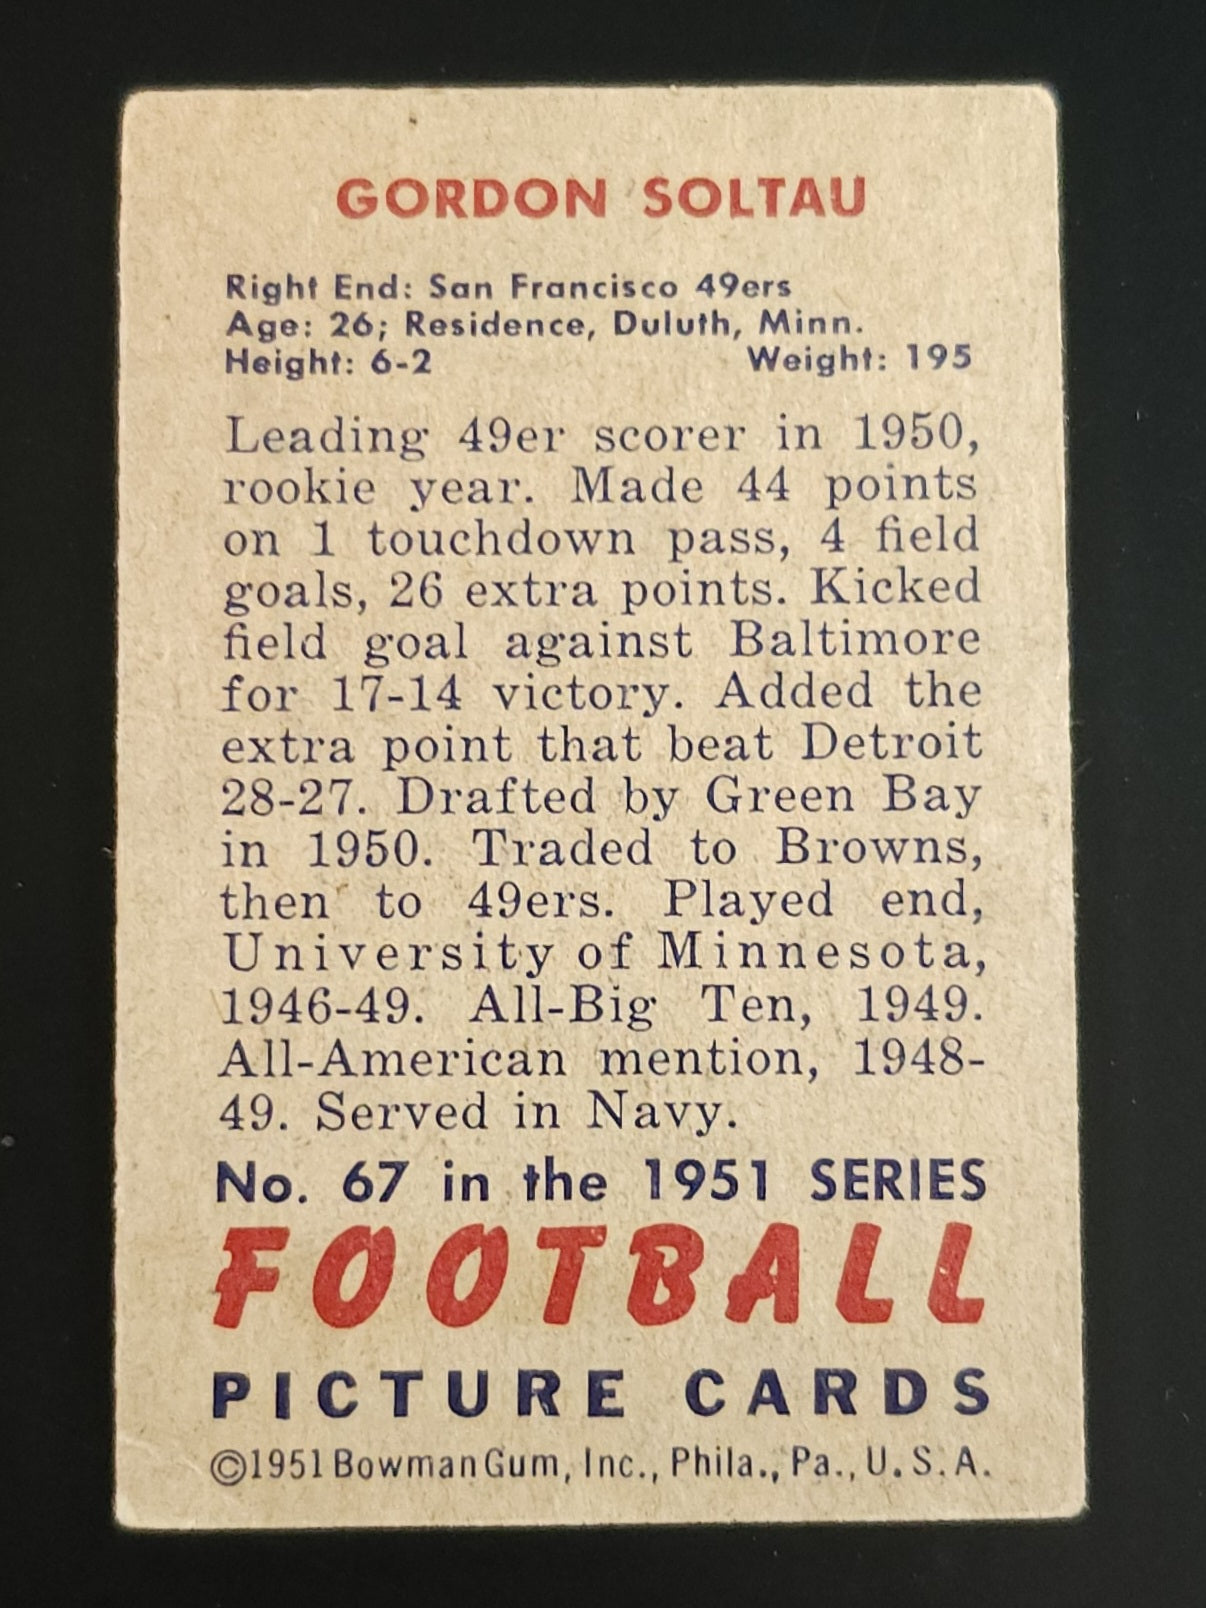 GORDON SOLTAU
Right End: San Francisco 49ers
Age: 26; Residence, Duluth, Minn.
Height: 6-2 Weight: 195
Leading 49er scorer in 1950,
rookie year. Made 44 points
on 1 touchdown pass, 4 field
goals, 26 extra points. Kicked
field goal against Baltimore
for 17-14 victory. Added the
extra point that beat Detroit
28-27. Drafted by Green Bay
in 1950. Traded to Browns,
then to 49ers. Played end,
University of Minnesota,
1946-49. All-Big Ten, 1949.
All-American mention, 1948-
49. Served in Navy.
No. 67 in the 1951 SERIES
FOOTBALL
PICTURE CARDS
©1951 Bowman Gum, Inc., Phila., Pa., U.S.A.